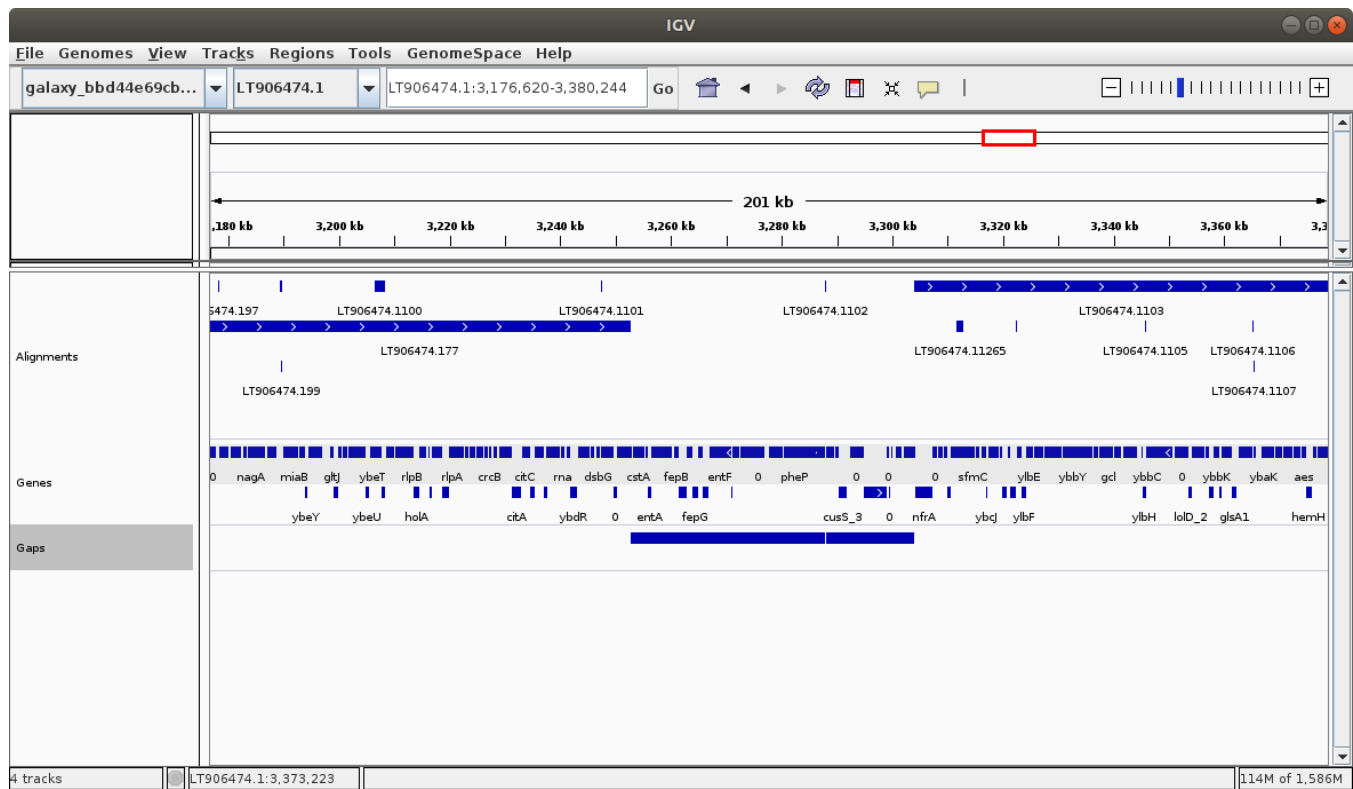 IGV
File Genomes View Tracks Regions Tools GenomeSpace Help
galaxy_bbd44e69cb... LT906474.1 LT906474.1:3,176,620-3,380,244 Go
201 kb
,180 kb 3,200 kb 3,220 kb 3,240 kb 3,260 kb 3,280 kb 3,300 kb 3,320 kb 3,340 kb 3,360 kb 3,3
474.197 LT906474.1100 LT906474.1101 LT906474.1102 LT906474.1103
LT906474.177 LT906474.11265 LT906474.1105 LT906474.1106
Alignments
LT906474.199 LT906474.1107
0 nagA miaB gltJ ybeT rlpB rlpA crcB citC rna dsbG cstA fepB entF 0 pheP 0 0 0 sfmC ylbE ybbY gcl ybbC 0 ybbK ybaK aes
Genes
ybeY ybeU holA citA ybdR 0 entA fepG cusS_3 0 nfrA ybcJ ylbF ylbH lolD_2 glsA1 hemH
Gaps
4 tracks LT906474.1:3,373,223 114M of 1,586M